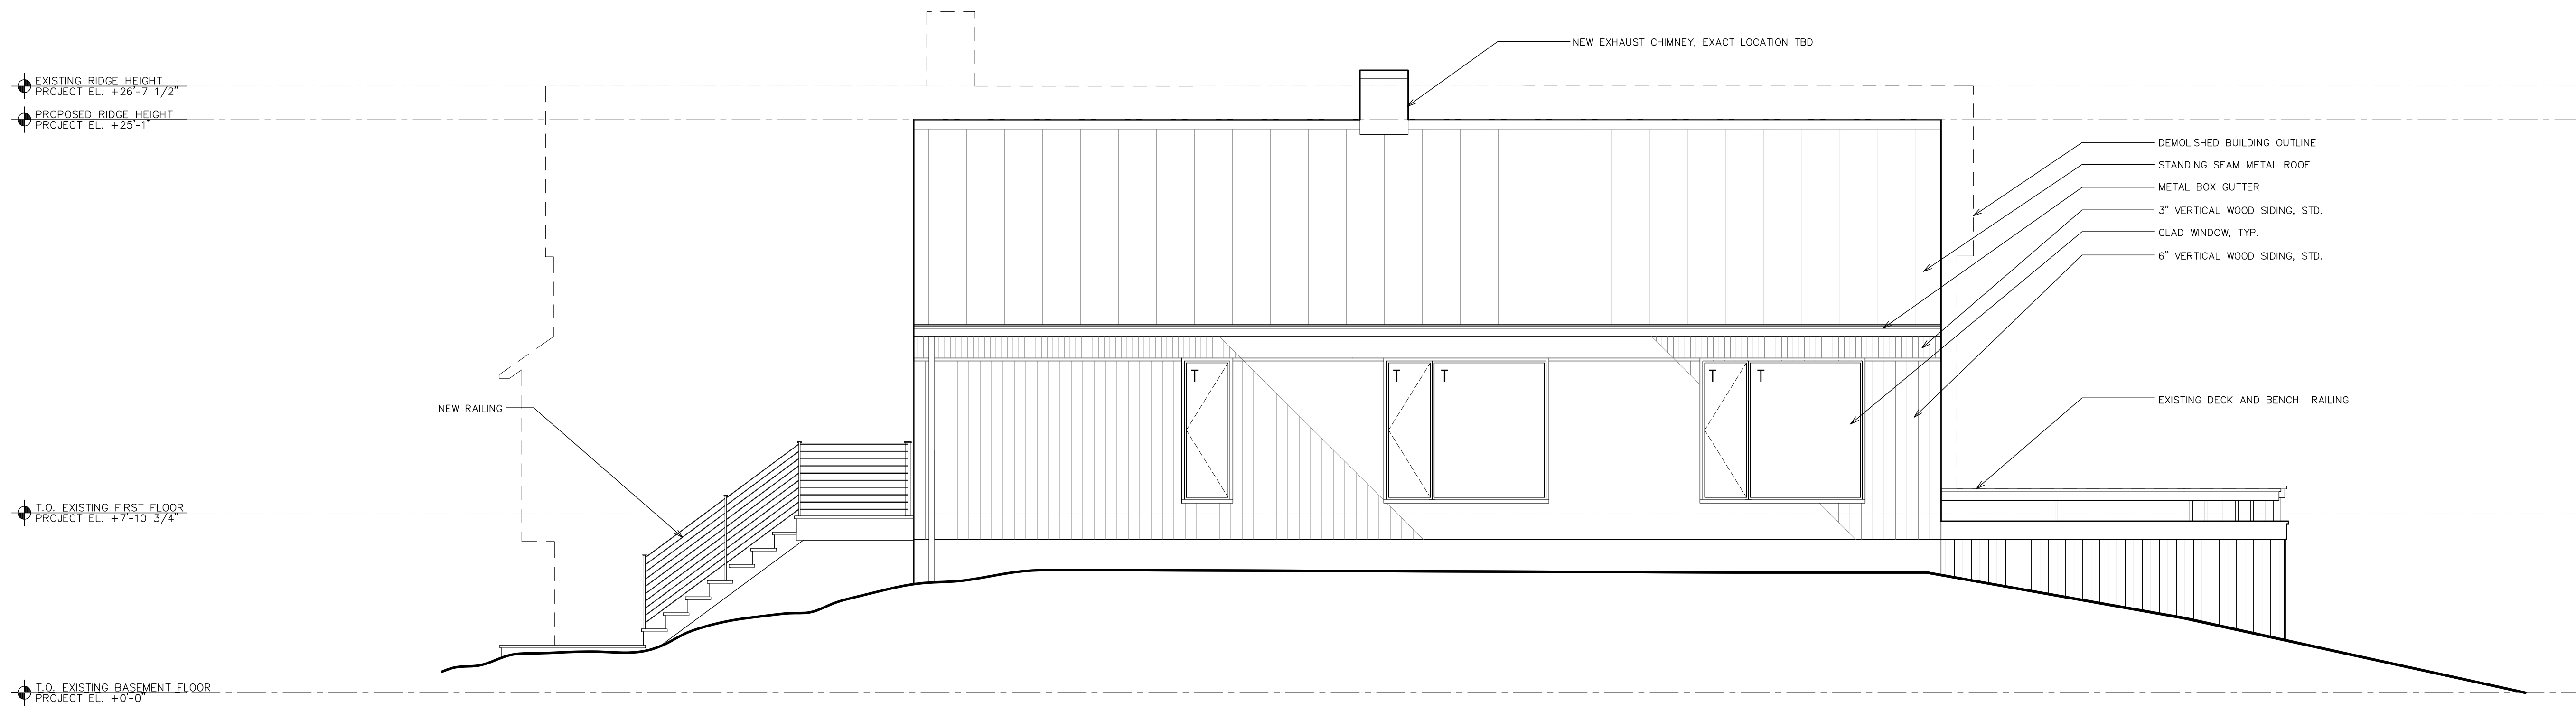 NEW EXHAUST CHIMNEY, EXACT LOCATION TBD
EXISTING RIDGE HEIGHT
PROJECT EL. +26'-7 1/2"
PROPOSED RIDGE HEIGHT
PROJECT EL. +25'-1"
DEMOLISHED BUILDING OUTLINE
STANDING SEAM METAL ROOF
METAL BOX GUTTER
3" VERTICAL WOOD SIDING, STD.
CLAD WINDOW, TYP.
6" VERTICAL WOOD SIDING, STD.
T
T
T
T
T
EXISTING DECK AND BENCH RAILING
NEW RAILING
T.O. EXISTING FIRST FLOOR
PROJECT EL. +7'-10 3/4"
T.O. EXISTING BASEMENT FLOOR
PROJECT EL. +0'-0"